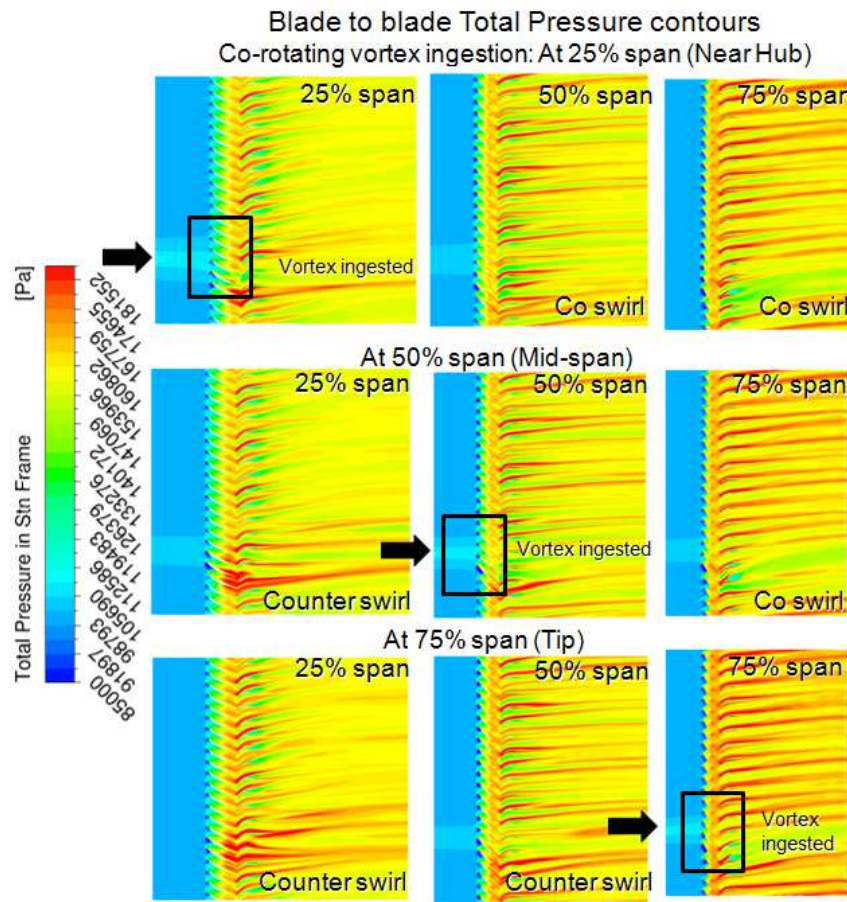 Blade to blade Total Pressure contours
Co-rotating vortex ingestion: At 25% span (Near Hub)
25% span
50% span
75% span
Vortex ingested
Co swirl
Co swirl
[Pa]
Total Pressure in Stn Frame
181552
174655
167759
160862
153966
147069
140172
133276
126379
119483
112586
105690
98793
91897
85000
At 50% span (Mid-span)
25% span
50% span
75% span
Vortex ingested
Counter swirl
Co swirl
At 75% span (Tip)
25% span
50% span
75% span
Vortex
ingested
Counter swirl
Counter swirl